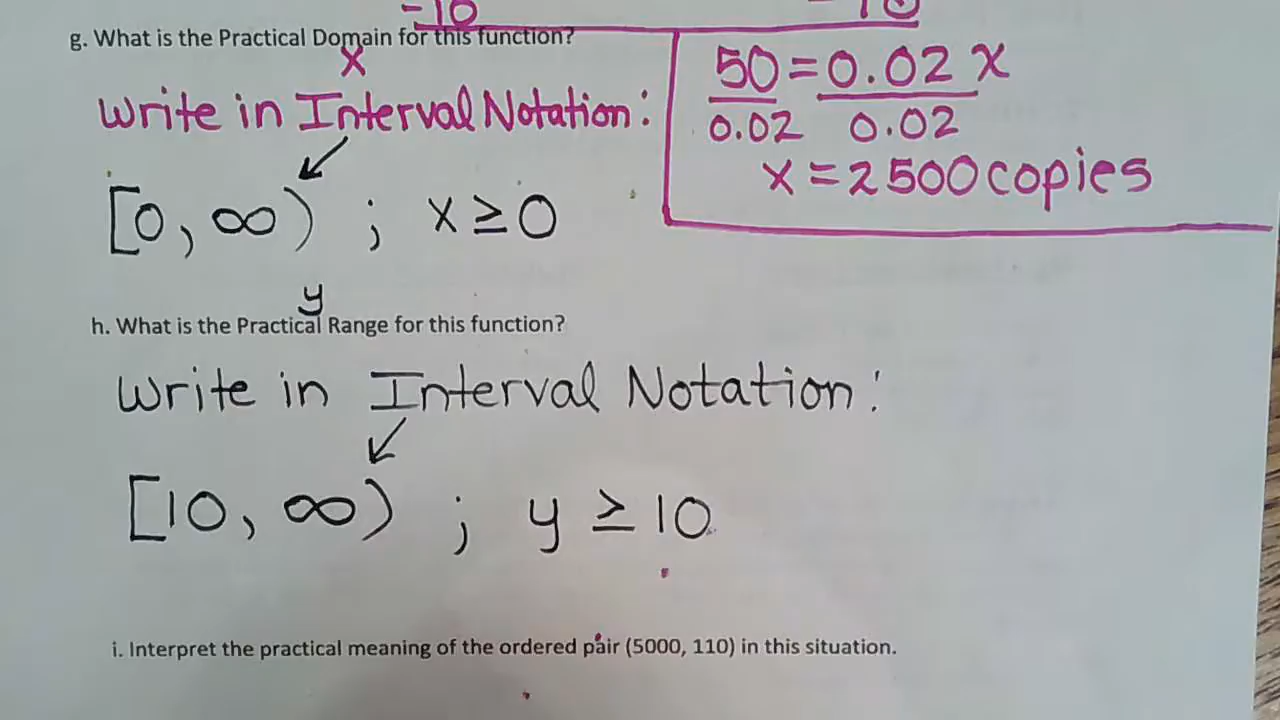 -10 -10
g. What is the Practical Domain for this function?
x
Write in Interval Notation:
[0, ∞) ; x ≥ 0
50 = 0.02 x
0.02 0.02
x = 2500 copies
y
h. What is the Practical Range for this function?
Write in Interval Notation:
[10, ∞) ; y ≥ 10
i. Interpret the practical meaning of the ordered pair (5000, 110) in this situation.